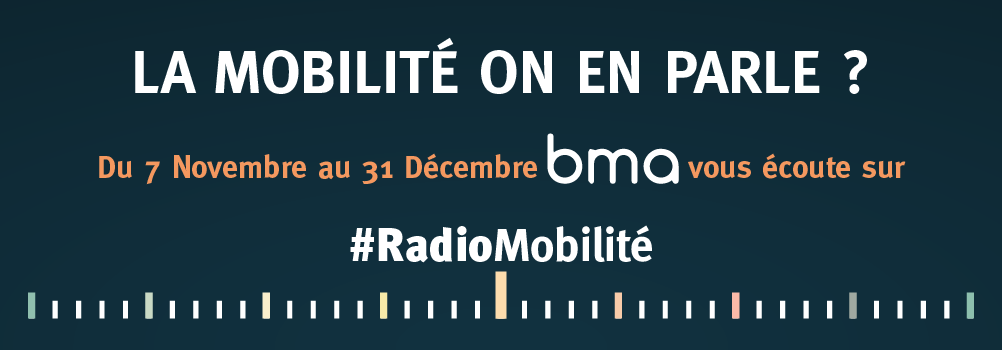 LA MOBILITÉ ON EN PARLE ?
Du 7 Novembre au 31 Décembre bma vous écoute sur
#RadioMobilité